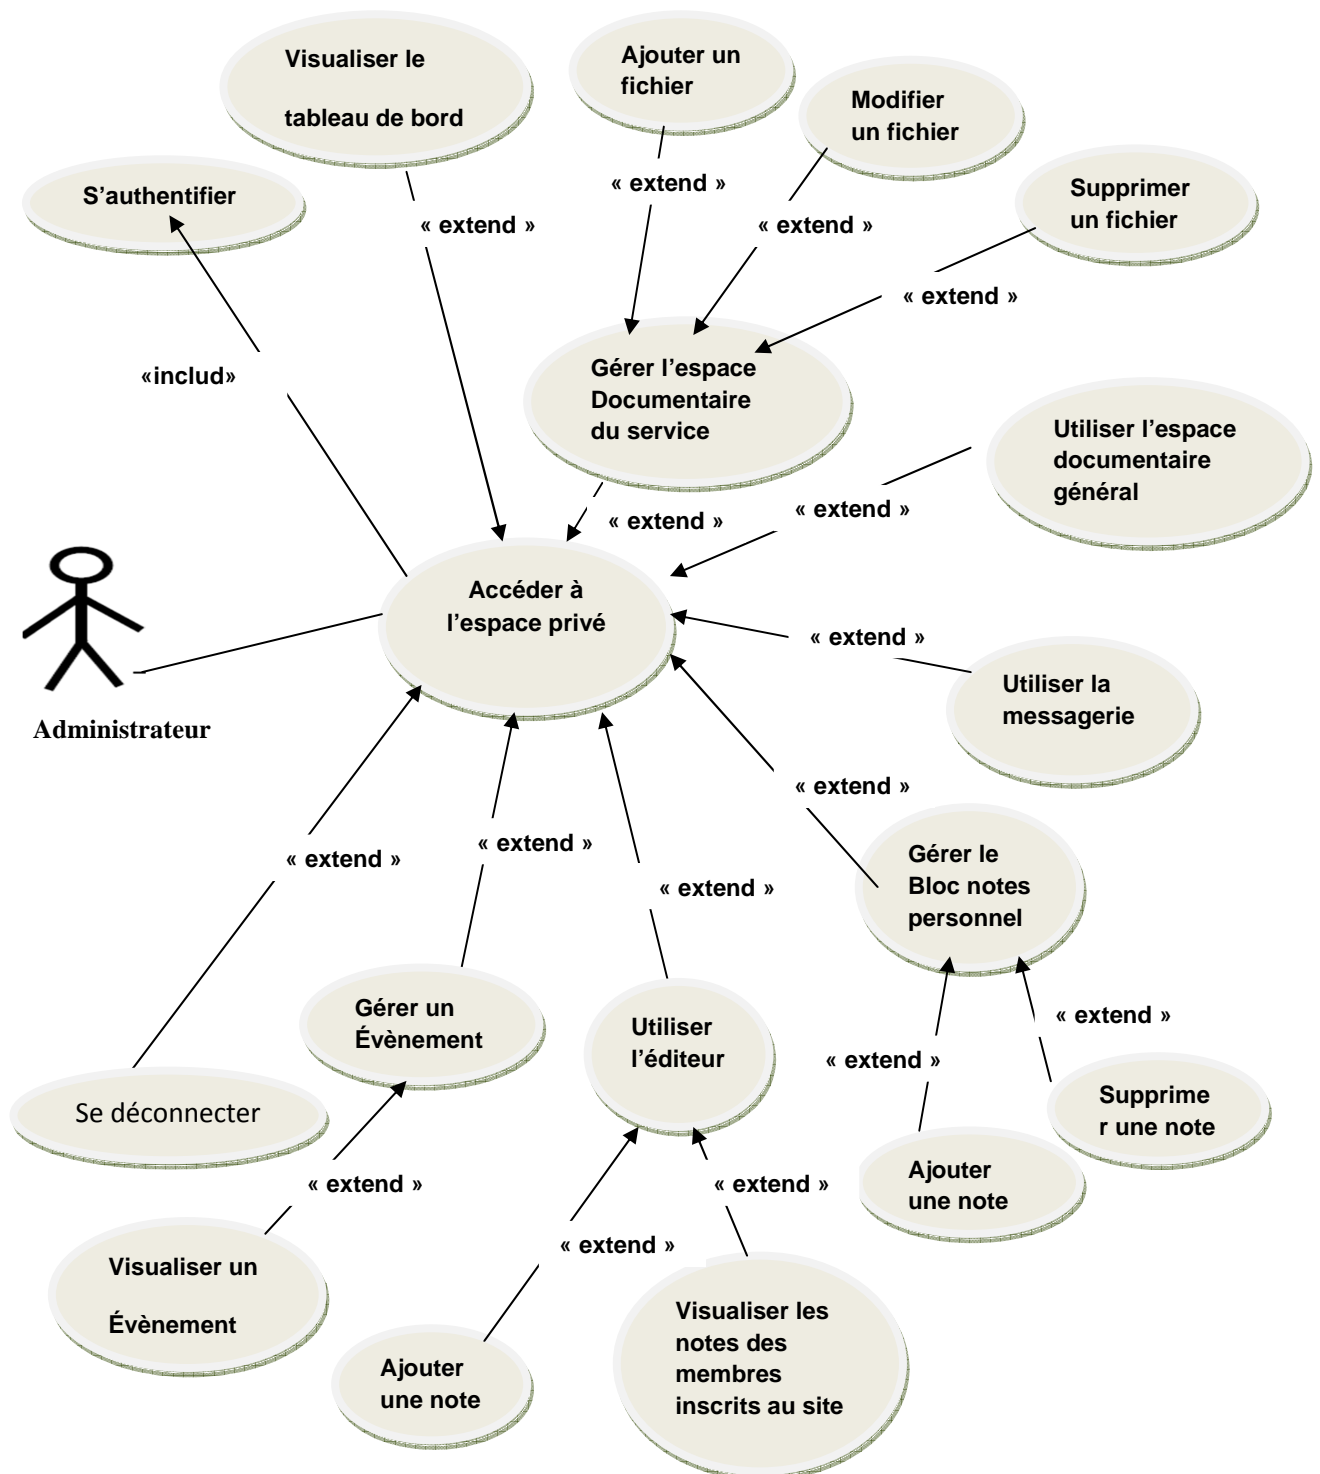 Visualiser le
tableau de bord
Ajouter un
fichier
Modifier
un fichier
S'authentifier
« extend »
Supprimer
un fichier
« extend »
« extend »
« extend »
«includ»
Gérer l'espace
Documentaire
du service
Utiliser l'espace
documentaire
général
« extend »
« extend »
Accéder à
l'espace privé
« extend »
Utiliser la
messagerie
Administrateur
« extend »
« extend »
« extend »
« extend »
Gérer le
Bloc notes
personnel
Gérer un
Évènement
Utiliser
l'éditeur
« extend »
« extend »
Se déconnecter
Supprime
r une note
« extend »
« extend »
Ajouter
une note
« extend »
Visualiser un
Évènement
Visualiser les
notes des
membres
inscrits au site
Ajouter
une note